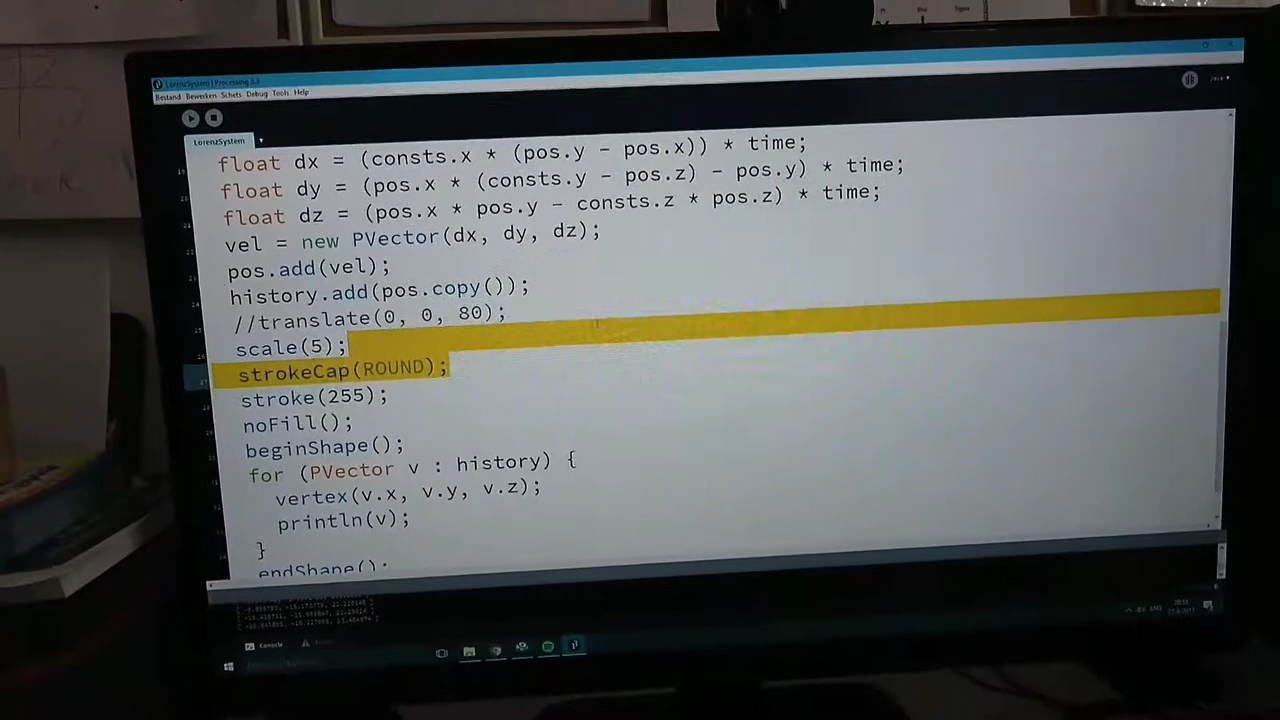 LorenzSystem | Processing 3.3
Bestand Bewerken Schets Debug Tools Help
Java
LorenzSystem
float dx = (consts.x * (pos.y - pos.x)) * time;
float dy = (pos.x * (consts.y - pos.z) - pos.y) * time;
float dz = (pos.x * pos.y - consts.z * pos.z) * time;
vel = new PVector(dx, dy, dz);
pos.add(vel);
history.add(pos.copy());
//translate(0, 0, 80);
scale(5);
strokeCap(ROUND);
stroke(255);
noFill();
beginShape();
for (PVector v : history) {
vertex(v.x, v.y, v.z);
println(v);
}
endShape();
Console
ENG